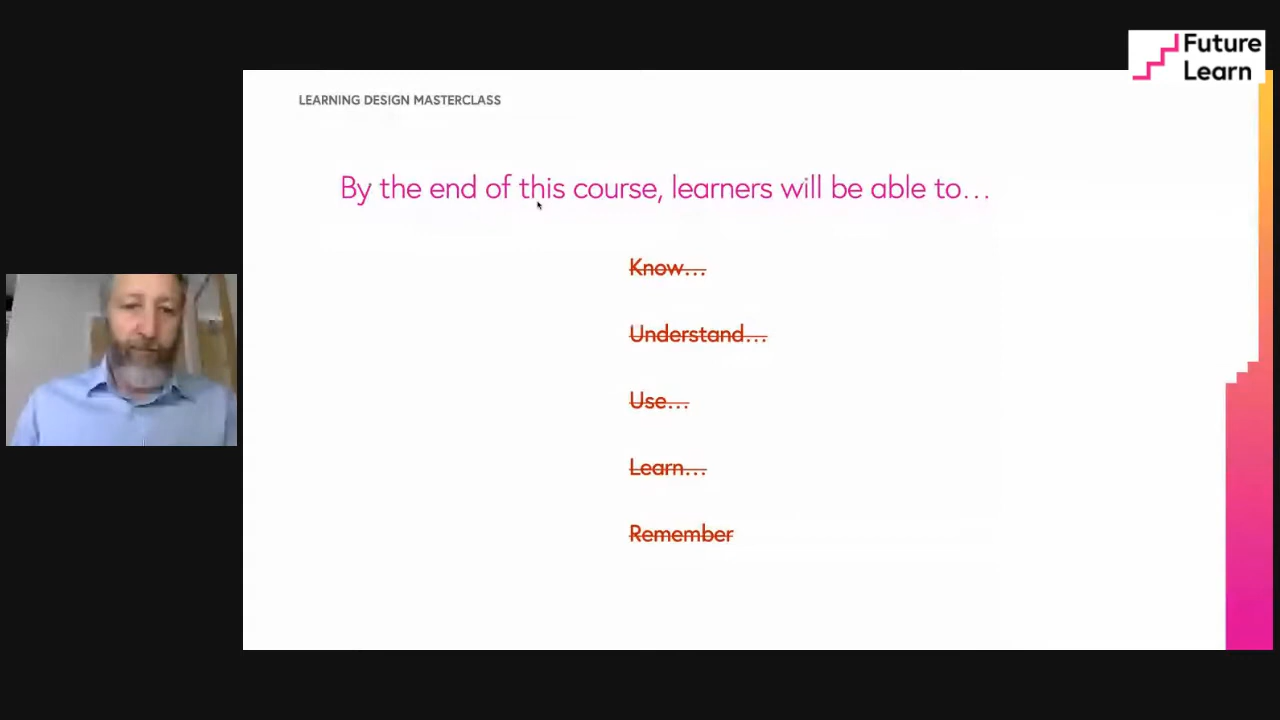 Future
Learn
LEARNING DESIGN MASTERCLASS
By the end of this course, learners will be able to...
Know...
Understand...
Use...
Learn...
Remember